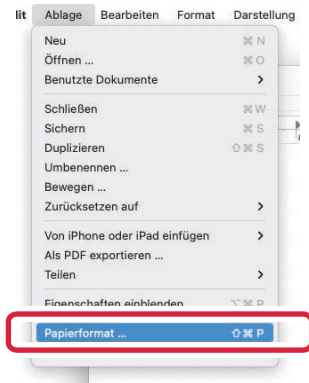 lit Ablage Bearbeiten Format Darstellung
Neu ⌘ N
Öffnen ... ⌘ O
Benutzte Dokumente >
Schließen ⌘ W
Sichern ⌘ S
Duplizieren ⇧ ⌘ S
Umbenennen ...
Bewegen ...
Zurücksetzen auf >
Von iPhone oder iPad einfügen >
Als PDF exportieren ...
Teilen >
Eigenschaften einblenden ⌥ ⌘ P
Papierformat ... ⇧ ⌘ P